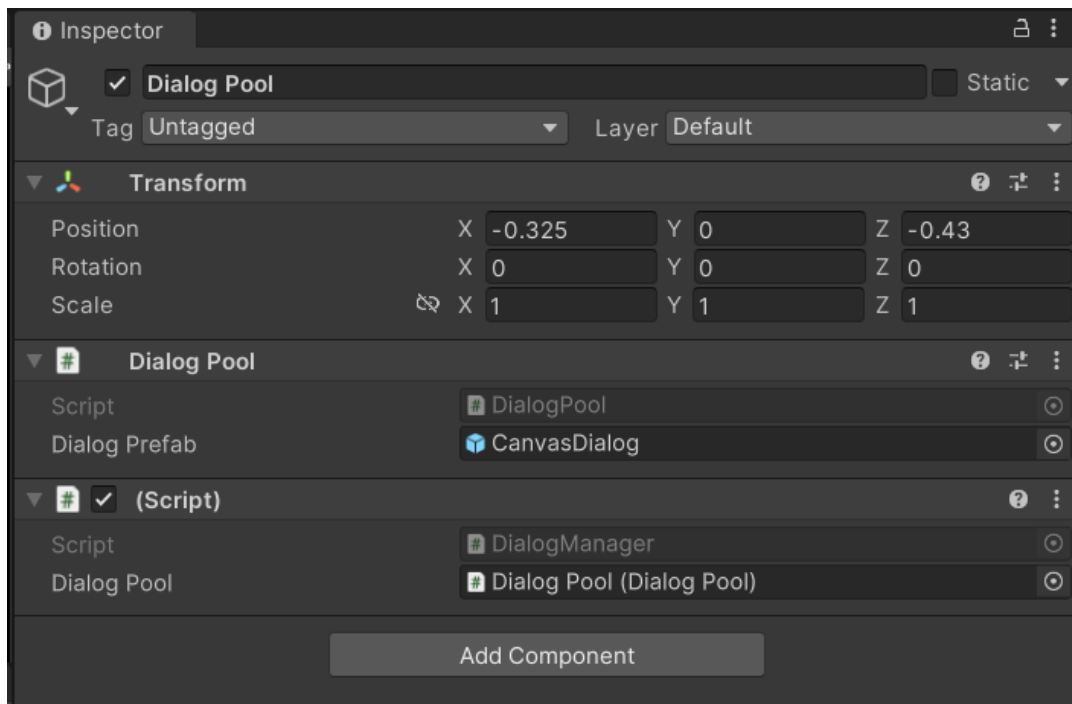 Inspector
Dialog Pool Static
Tag Untagged Layer Default
Transform
Position X -0.325 Y 0 Z -0.43
Rotation X 0 Y 0 Z 0
Scale X 1 Y 1 Z 1
# Dialog Pool
Script # DialogPool
Dialog Prefab CanvasDialog
# (Script)
Script # DialogManager
Dialog Pool # Dialog Pool (Dialog Pool)
Add Component